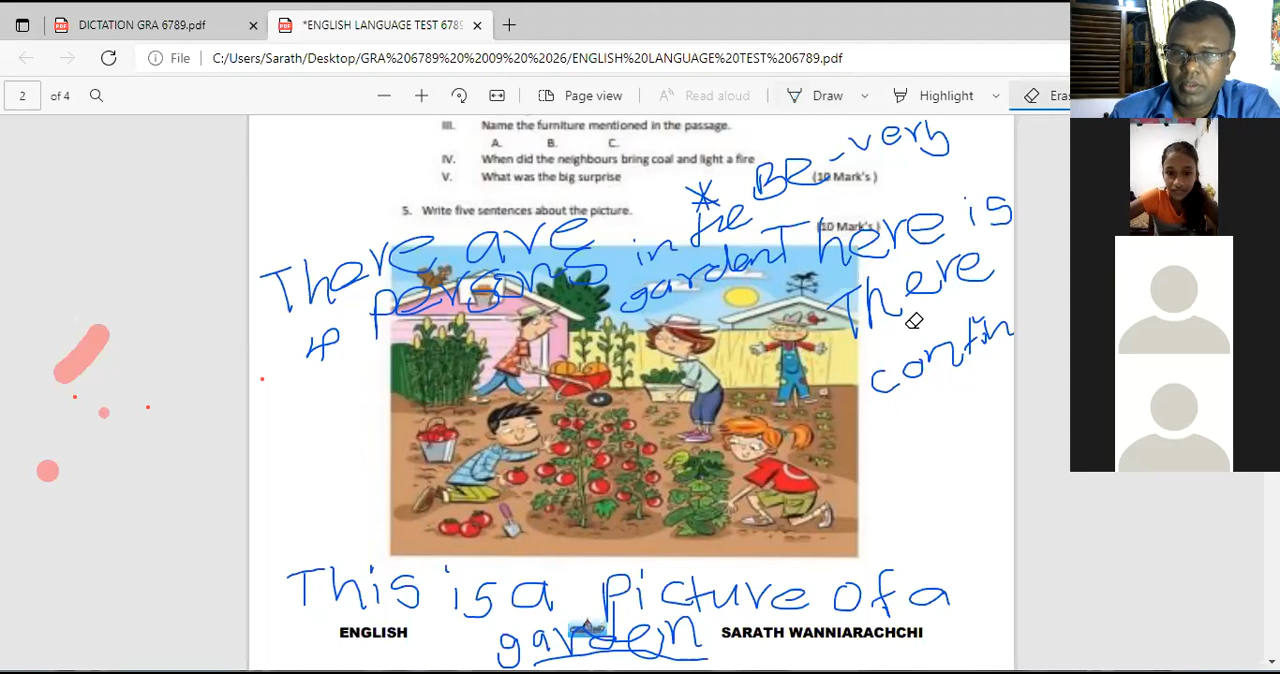 DICTATION GRA 6789.pdf
*ENGLISH LANGUAGE TEST 6789
File C:/Users/Sarath/Desktop/GRA%206789%20%2009%20%2026/ENGLISH%20LANGUAGE%20TEST%206789.pdf
2 of 4 Page view Read aloud Draw Highlight Eras
III. Name the furniture mentioned in the passage.
A. B. C.
IV. When did the neighbours bring coal and light a fire
V. What was the big surprise (10 Mark's )
BE - very
5. Write five sentences about the picture.
(10 Mark's )
There are
4 persons in the
garden
There is
There
contin
This is a picture of a
garden
ENGLISH SARATH WANNIARACHCHI